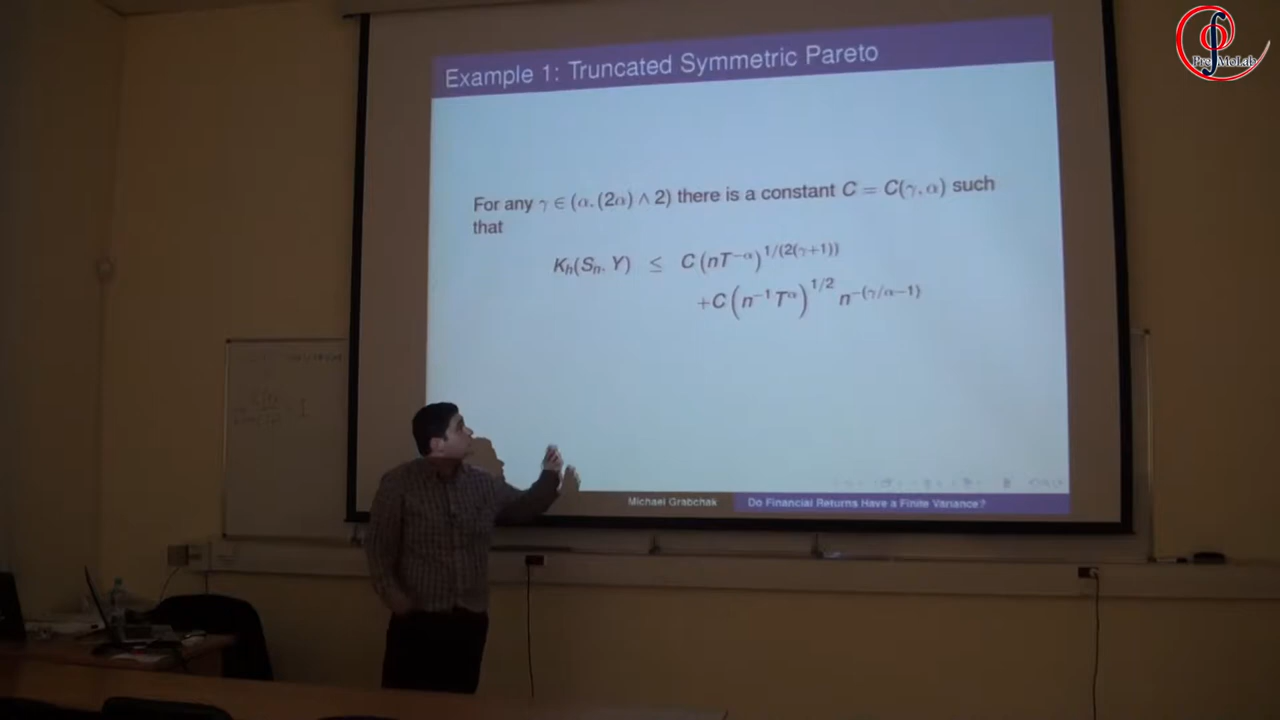 Example 1: Truncated Symmetric Pareto
For any γ ∈ (α, (2α) ∧ 2) there is a constant C = C(γ, α) such
that
K_h(S_n, Y) ≤ C (nT^{-α})^{1/(2(γ+1))}
+C (n^{-1} T^α)^{1/2} n^{-(γ/α-1)}
Michael Grabchak Do Financial Returns Have a Finite Variance?
PreMoLab